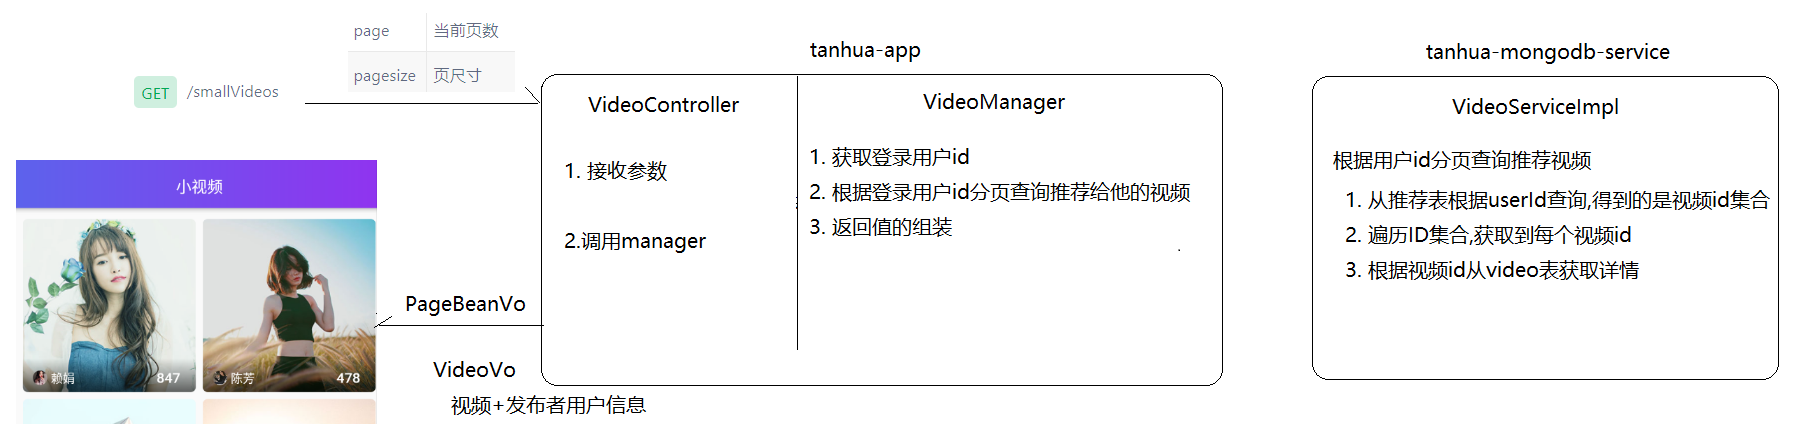 page 当前页数
pagesize 页尺寸
GET /smallVideos
小视频
赖娟 847
陈芳 478
PageBeanVo
VideoVo
视频+发布者用户信息
tanhua-app
VideoController
1. 接收参数
2.调用manager
VideoManager
1. 获取登录用户id
2. 根据登录用户id分页查询推荐给他的视频
3. 返回值的组装
tanhua-mongodb-service
VideoServiceImpl
根据用户id分页查询推荐视频
1. 从推荐表根据userId查询,得到的是视频id集合
2. 遍历ID集合,获取到每个视频id
3. 根据视频id从video表获取详情